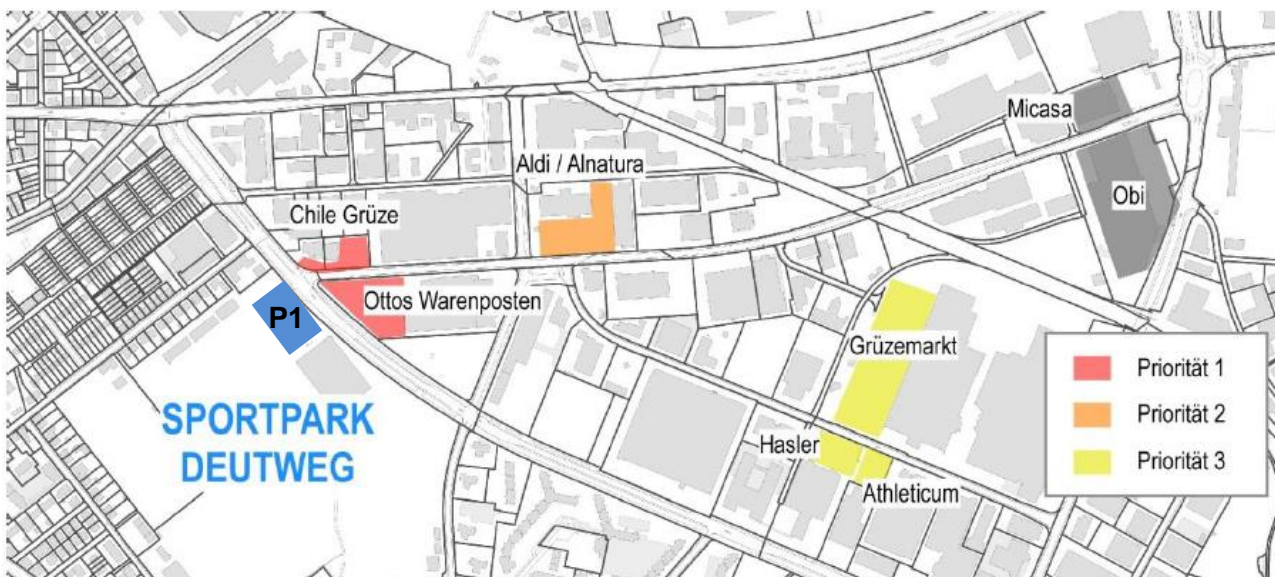 Micasa
Aldi / Alnatura
Obi
Chile Grüze
P1
Ottos Warenposten
Grüzemarkt
Priorität 1
Priorität 2
Priorität 3
SPORTPARK
DEUTWEG
Hasler
Athleticum